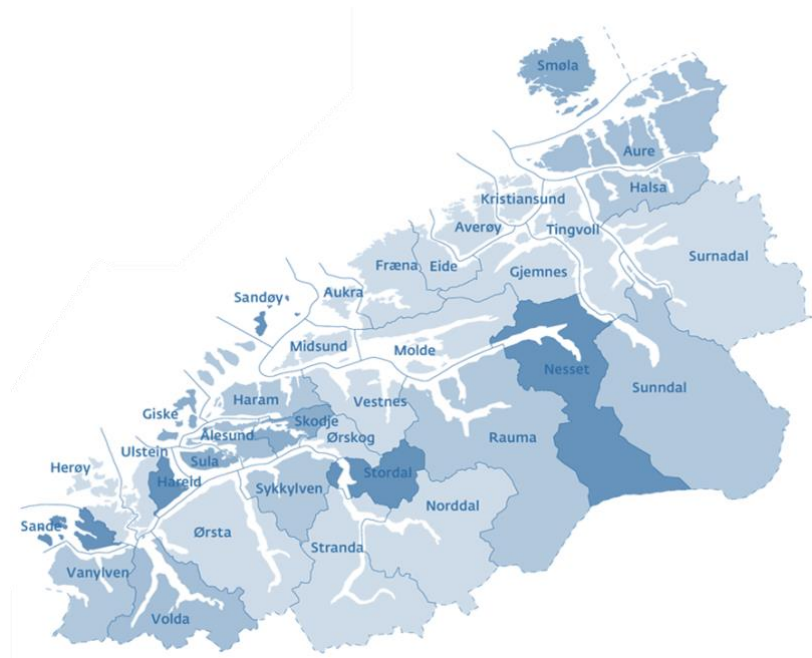 Smøla
Aure
Halsa
Kristiansund
Averøy
Tingvoll
Surnadal
Fræna
Eide
Gjemnes
Aukra
Sandøy
Midsund
Molde
Nesset
Sunndal
Haram
Vestnes
Giske
Skodje
Ålesund
Ørskog
Rauma
Ulstein
Sula
Herøy
Hareid
Stordal
Sykkylven
Norddal
Sande
Ørsta
Stranda
Vanylven
Volda